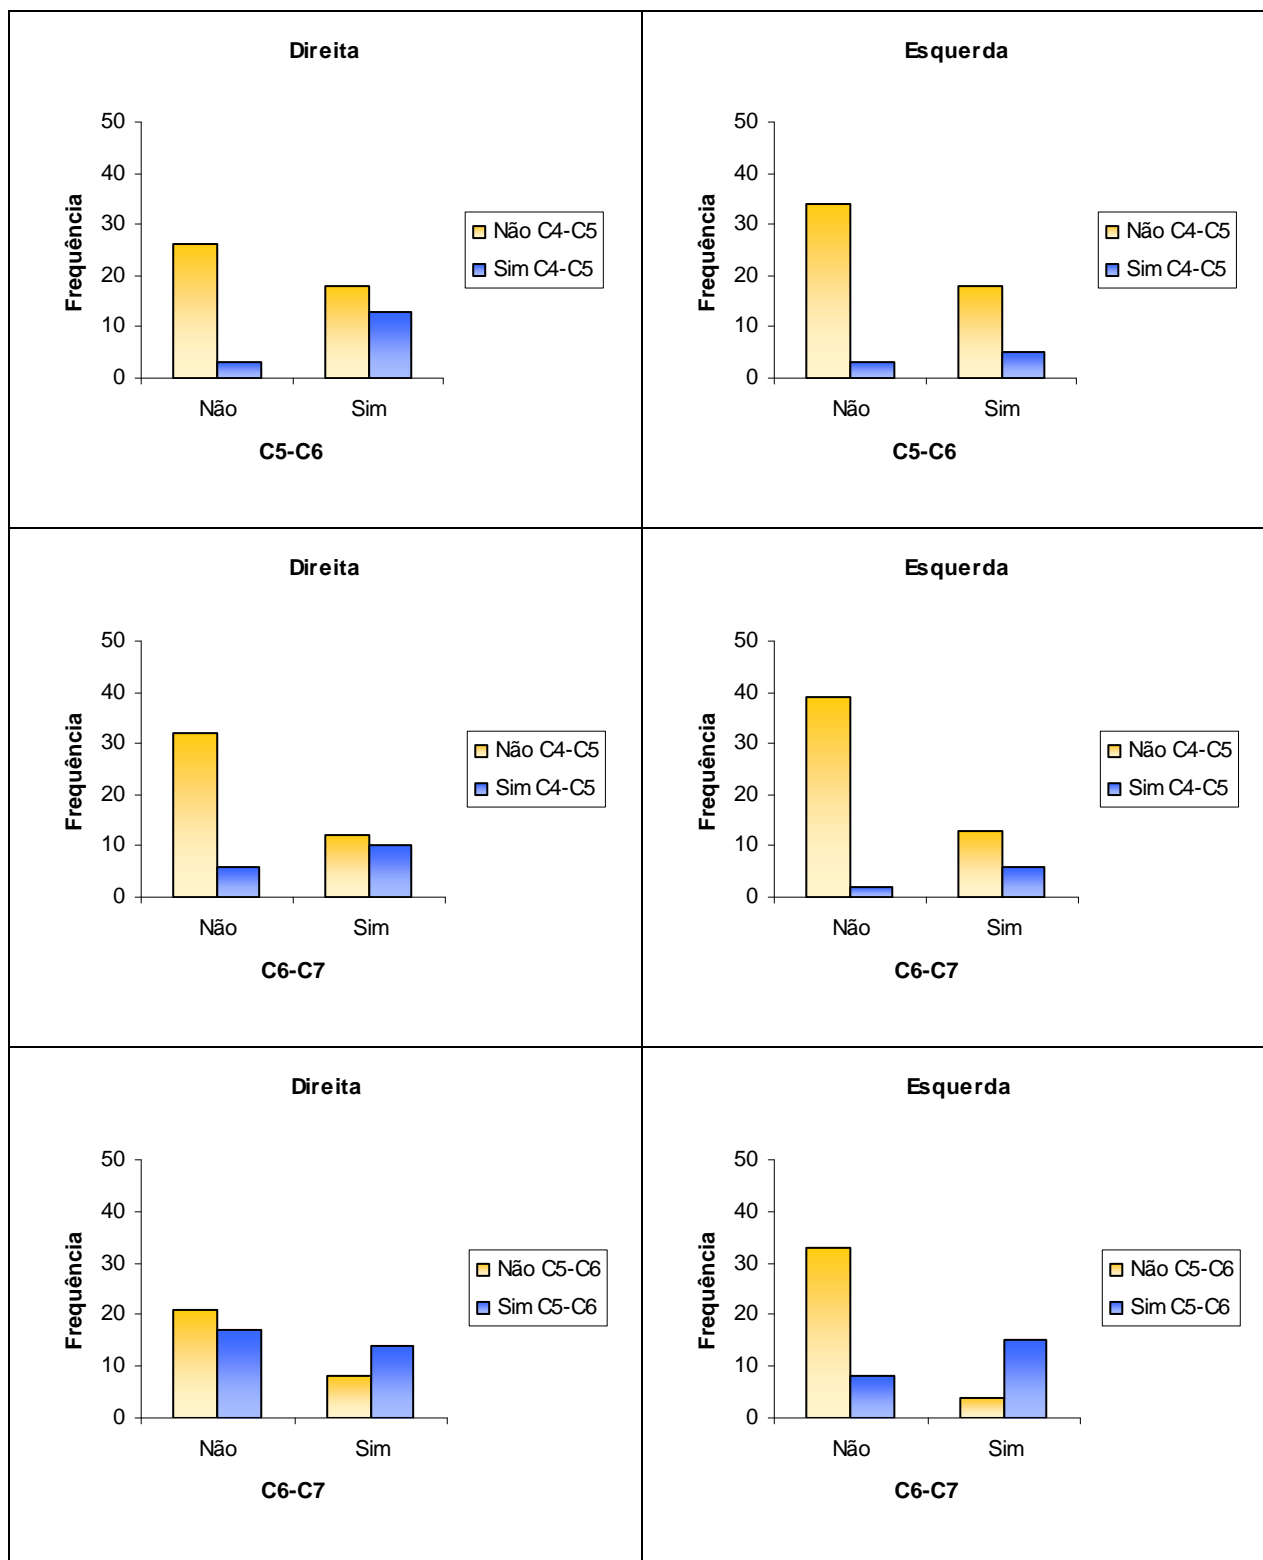 Direita
50
40
30
20
10
0
Frequência
Não
Sim
C5-C6
Não C4-C5
Sim C4-C5
Esquerda
50
40
30
20
10
0
Frequência
Não
Sim
C5-C6
Não C4-C5
Sim C4-C5
Direita
50
40
30
20
10
0
Frequência
Não
Sim
C6-C7
Não C4-C5
Sim C4-C5
Esquerda
50
40
30
20
10
0
Frequência
Não
Sim
C6-C7
Não C4-C5
Sim C4-C5
Direita
50
40
30
20
10
0
Frequência
Não
Sim
C6-C7
Não C5-C6
Sim C5-C6
Esquerda
50
40
30
20
10
0
Frequência
Não
Sim
C6-C7
Não C5-C6
Sim C5-C6